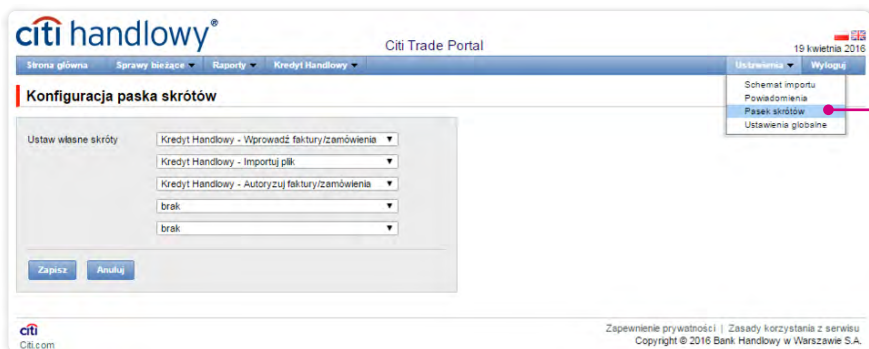 citi handlowy®
Citi Trade Portal
19 kwietnia 2016
Strona główna Sprawy bieżące Raporty Kredyt Handlowy Ustawienia Wyloguj
Schemat importu
Powiadomienia
Pasek skrótów
Ustawienia globalne
Konfiguracja paska skrótów
Ustaw własne skróty
Kredyt Handlowy - Wprowadź faktury/zamówienia
Kredyt Handlowy - Importuj plik
Kredyt Handlowy - Autoryzuj faktury/zamówienia
brak
brak
Zapisz Anuluj
citi
Citi.com
Zapewnienie prywatności | Zasady korzystania z serwisu
Copyright © 2016 Bank Handlowy w Warszawie S.A.